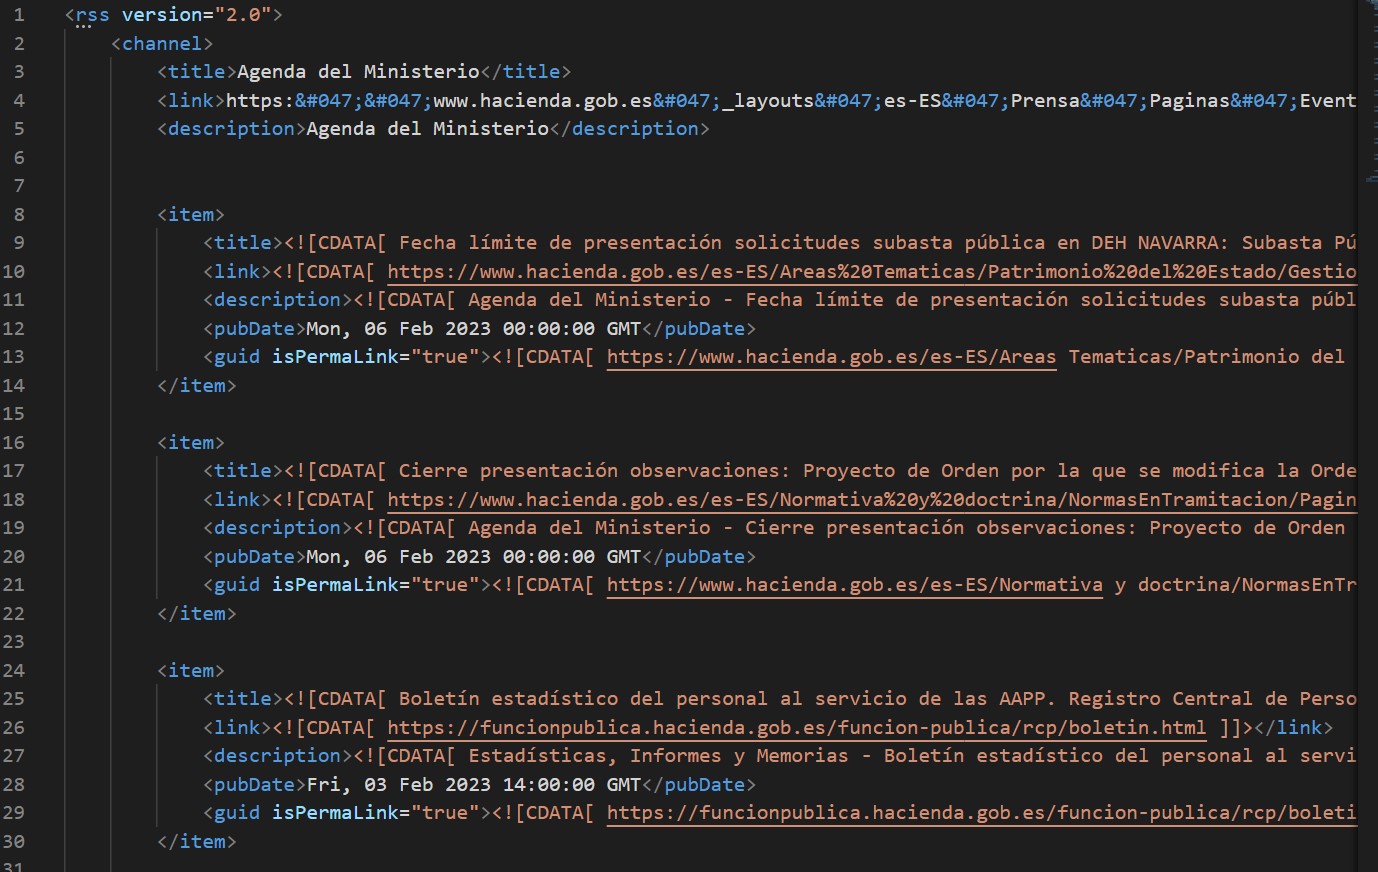 1 <rss version="2.0">
2 <channel>
3 <title>Agenda del Ministerio</title>
4 <link>https:&#047;&#047;www.hacienda.gob.es&#047;_layouts&#047;es-ES&#047;Prensa&#047;Paginas&#047;Event
5 <description>Agenda del Ministerio</description>
6
7
8 <item>
9 <title><![CDATA[ Fecha límite de presentación solicitudes subasta pública en DEH NAVARRA: Subasta Pú
10 <link><![CDATA[ https://www.hacienda.gob.es/es-ES/Areas%20Tematicas/Patrimonio%20del%20Estado/Gestio
11 <description><![CDATA[ Agenda del Ministerio - Fecha límite de presentación solicitudes subasta públ
12 <pubDate>Mon, 06 Feb 2023 00:00:00 GMT</pubDate>
13 <guid isPermaLink="true"><![CDATA[ https://www.hacienda.gob.es/es-ES/Areas Tematicas/Patrimonio del
14 </item>
15
16 <item>
17 <title><![CDATA[ Cierre presentación observaciones: Proyecto de Orden por la que se modifica la Orde
18 <link><![CDATA[ https://www.hacienda.gob.es/es-ES/Normativa%20y%20doctrina/NormasEnTramitacion/Pagin
19 <description><![CDATA[ Agenda del Ministerio - Cierre presentación observaciones: Proyecto de Orden
20 <pubDate>Mon, 06 Feb 2023 00:00:00 GMT</pubDate>
21 <guid isPermaLink="true"><![CDATA[ https://www.hacienda.gob.es/es-ES/Normativa y doctrina/NormasEnTr
22 </item>
23
24 <item>
25 <title><![CDATA[ Boletín estadístico del personal al servicio de las AAPP. Registro Central de Perso
26 <link><![CDATA[ https://funcionpublica.hacienda.gob.es/funcion-publica/rcp/boletin.html ]]></link>
27 <description><![CDATA[ Estadísticas, Informes y Memorias - Boletín estadístico del personal al servi
28 <pubDate>Fri, 03 Feb 2023 14:00:00 GMT</pubDate>
29 <guid isPermaLink="true"><![CDATA[ https://funcionpublica.hacienda.gob.es/funcion-publica/rcp/boleti
30 </item>
31